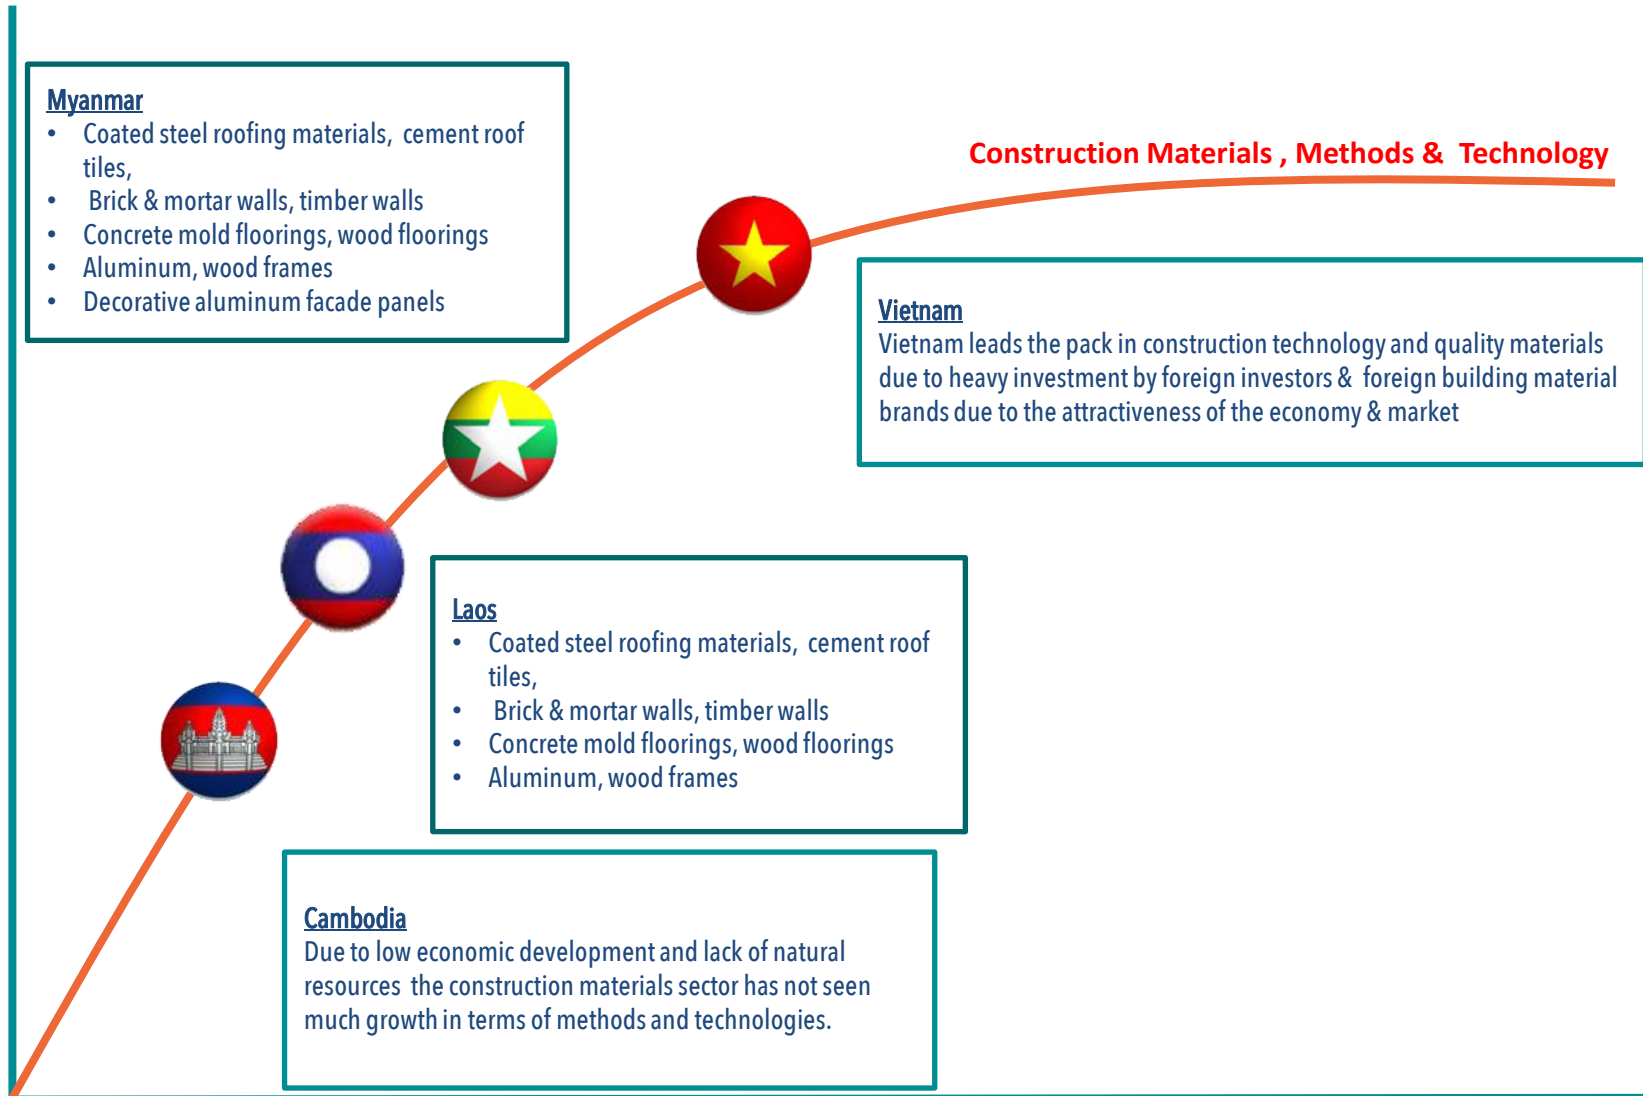 Myanmar
• Coated steel roofing materials, cement roof
tiles,
• Brick & mortar walls, timber walls
• Concrete mold floorings, wood floorings
• Aluminum, wood frames
• Decorative aluminum facade panels
Construction Materials , Methods & Technology
Vietnam
Vietnam leads the pack in construction technology and quality materials
due to heavy investment by foreign investors & foreign building material
brands due to the attractiveness of the economy & market
Laos
• Coated steel roofing materials, cement roof
tiles,
• Brick & mortar walls, timber walls
• Concrete mold floorings, wood floorings
• Aluminum, wood frames
Cambodia
Due to low economic development and lack of natural
resources the construction materials sector has not seen
much growth in terms of methods and technologies.